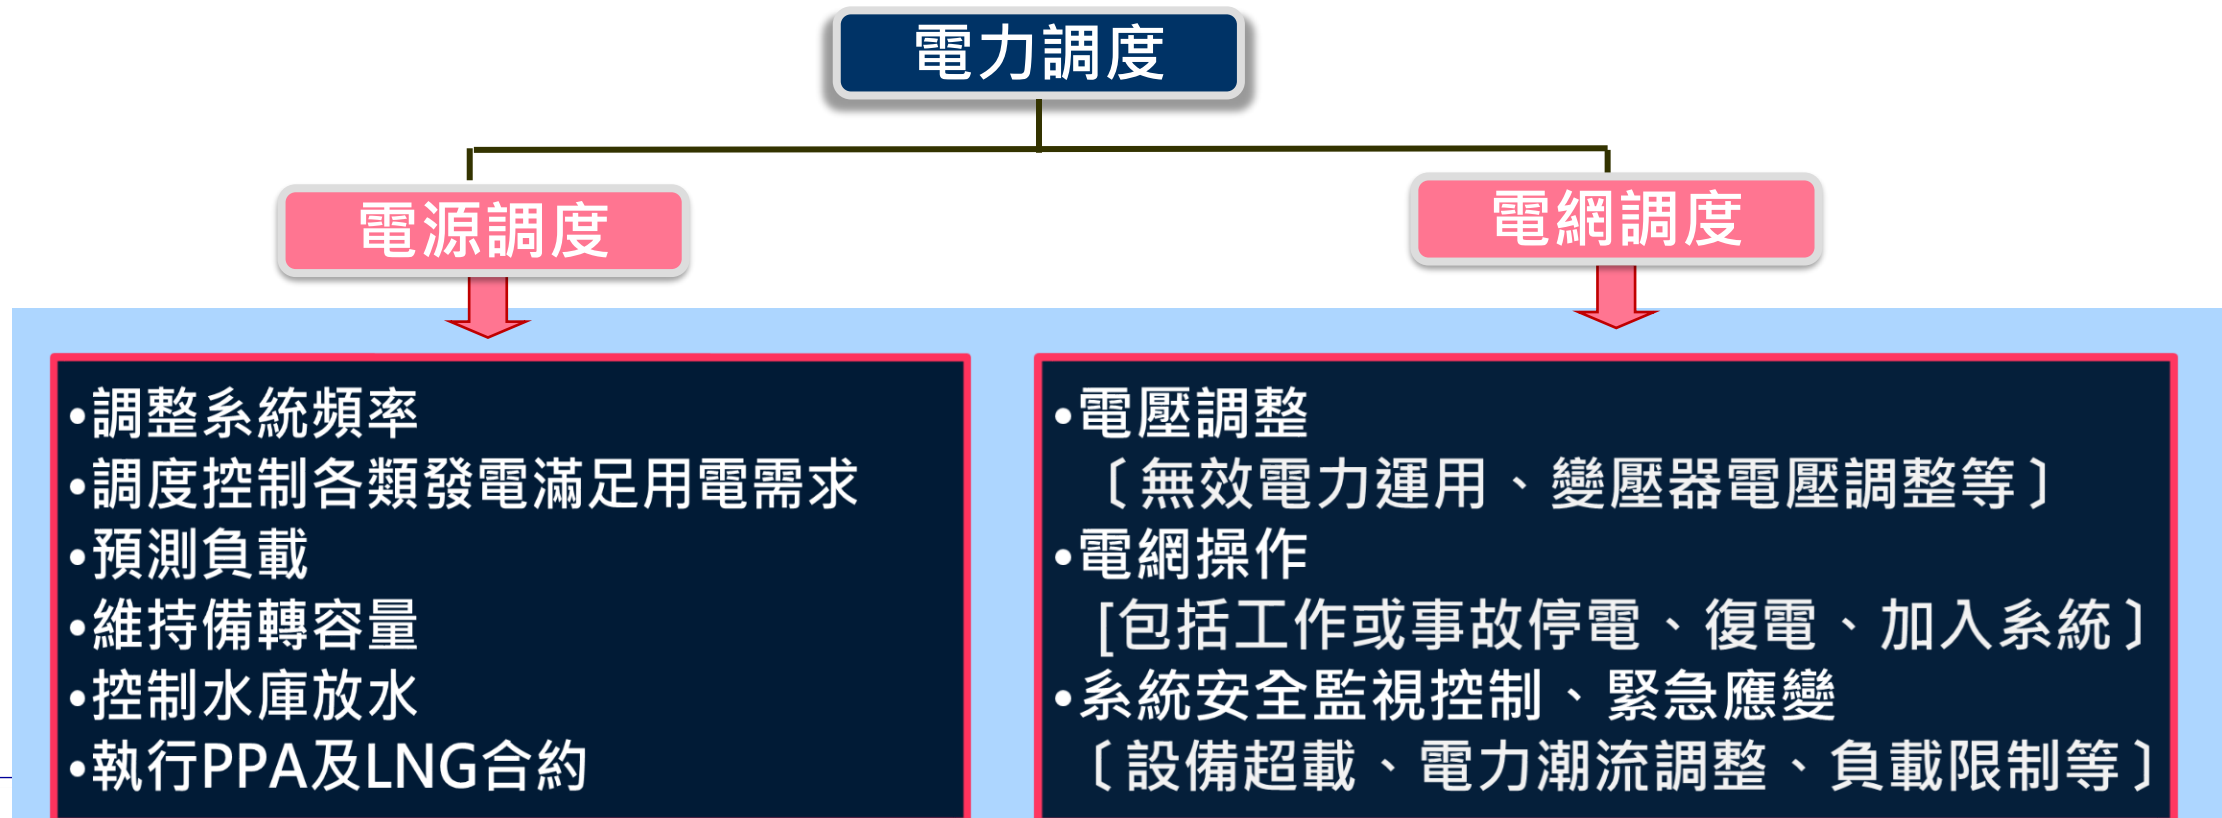 電力調度
電源調度
電網調度
•調整系統頻率
•調度控制各類發電滿足用電需求
•預測負載
•維持備轉容量
•控制水庫放水
•執行PPA及LNG合約
•電壓調整
〔無效電力運用、變壓器電壓調整等〕
•電網操作
[包括工作或事故停電、復電、加入系統〕
•系統安全監視控制、緊急應變
〔設備超載、電力潮流調整、負載限制等〕